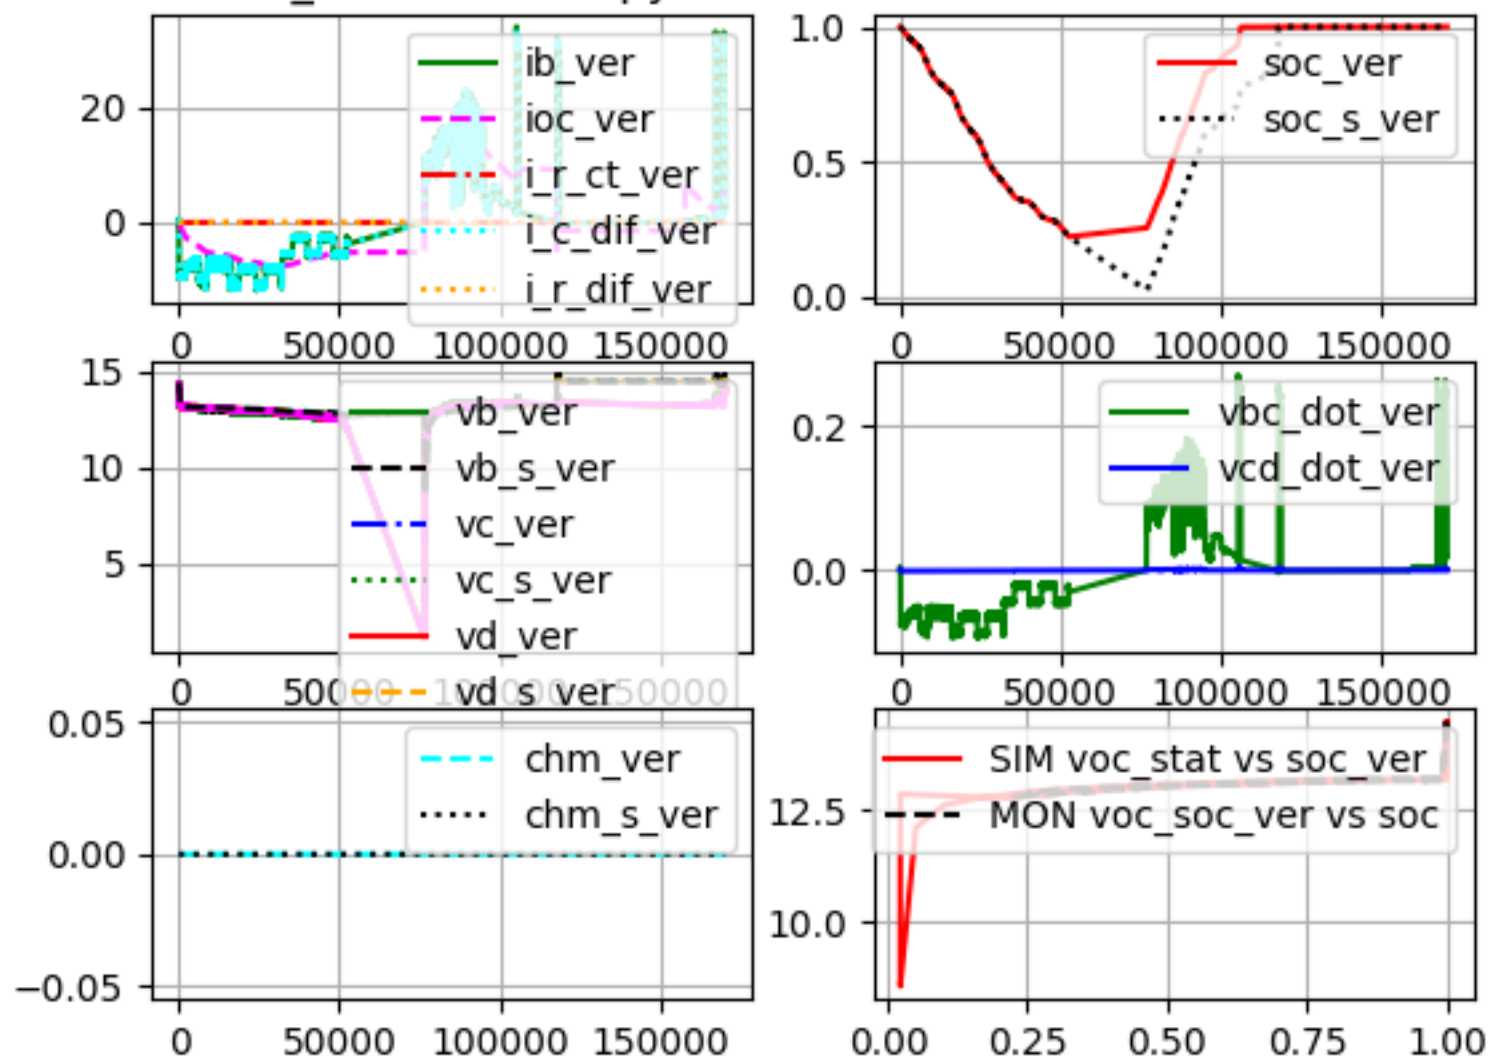 20
0
ib_ver
ioc_ver
i_r_ct_ver
i_c_dif_ver
i_r_dif_ver
0 50000 100000 150000
1.0
0.5
0.0
soc_ver
soc_s_ver
0 50000 100000 150000
15
10
5
vb_ver
vb_s_ver
vc_ver
vc_s_ver
vd_ver
vd_s_ver
0 50000 100000 150000
0.2
0.0
vbc_dot_ver
vcd_dot_ver
0 50000 100000 150000
0.05
0.00
−0.05
chm_ver
chm_s_ver
0 50000 100000 150000
12.5
10.0
SIM voc_stat vs soc_ver
MON voc_soc_ver vs soc
0.00 0.25 0.50 0.75 1.00